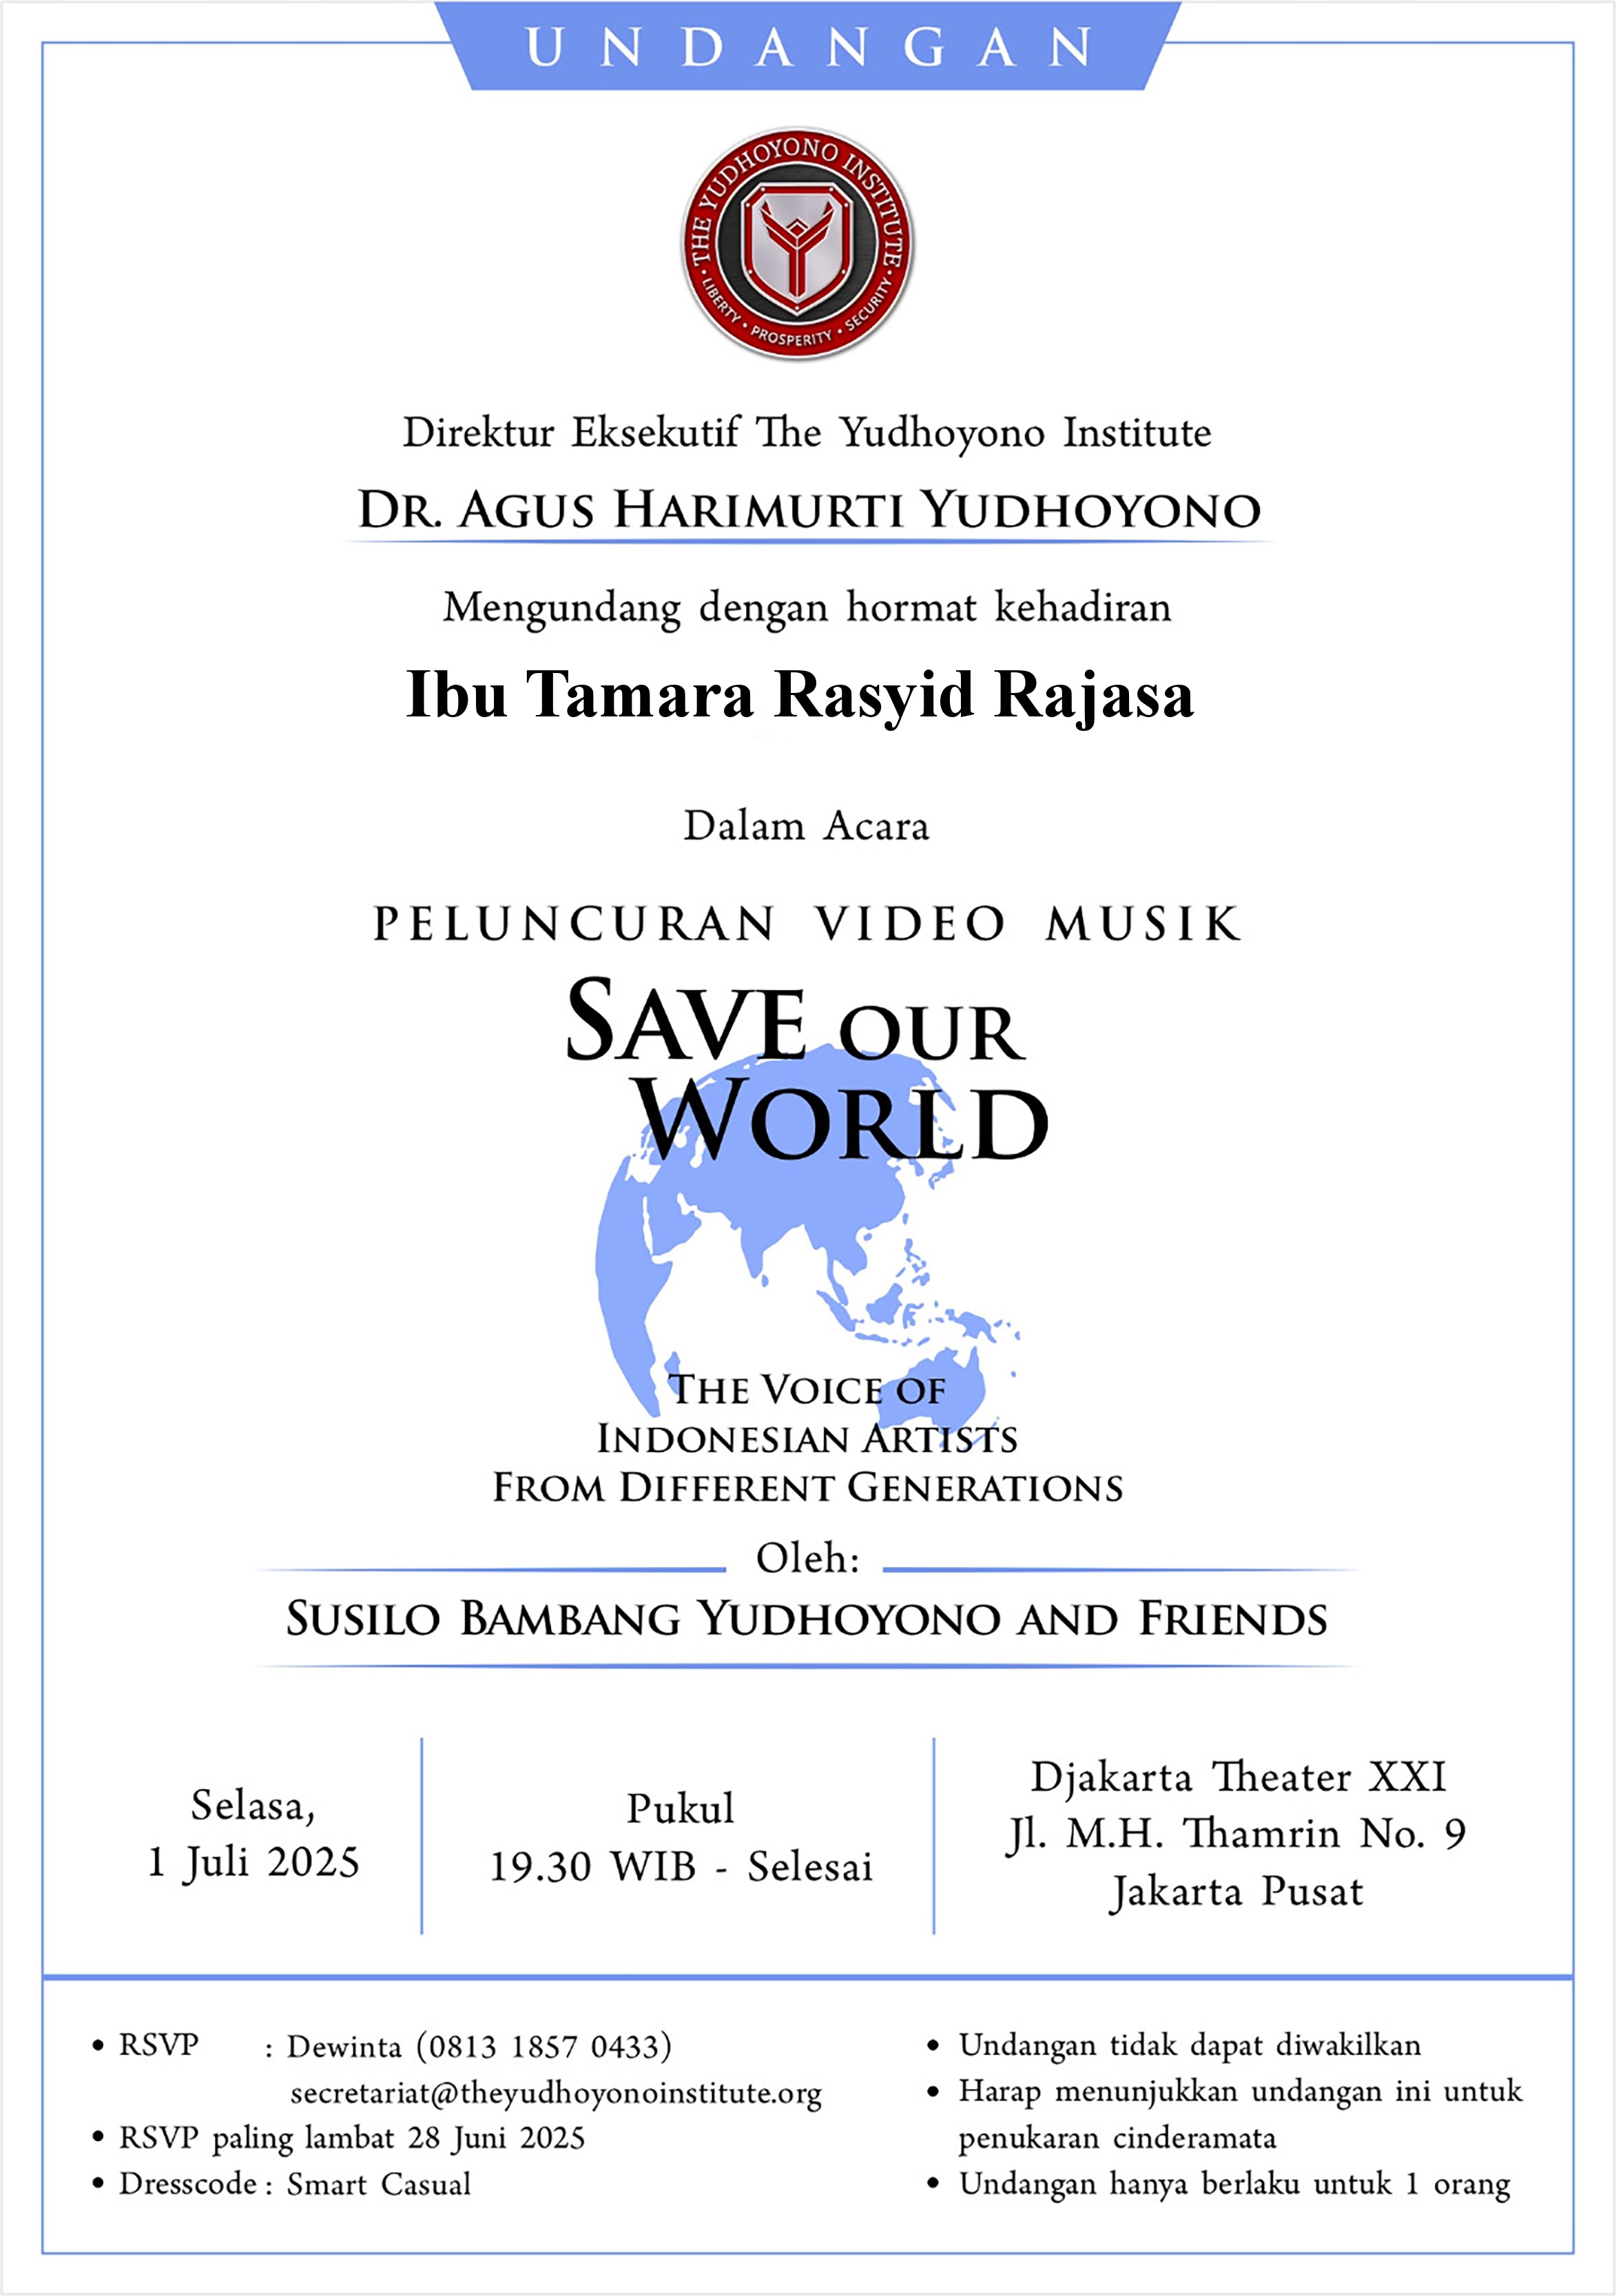 UNDANGAN
THE YUDHOYONO INSTITUTE
LIBERTY • PROSPERITY • SECURITY
Direktur Eksekutif The Yudhoyono Institute
DR. AGUS HARIMURTI YUDHOYONO
Mengundang dengan hormat kehadiran
Ibu Tamara Rasyid Rajasa
Dalam Acara
PELUNCURAN VIDEO MUSIK
SAVE OUR
WORLD
THE VOICE OF
INDONESIAN ARTISTS
FROM DIFFERENT GENERATIONS
Oleh:
SUSILO BAMBANG YUDHOYONO AND FRIENDS
Selasa,
1 Juli 2025
Pukul
19.30 WIB - Selesai
Djakarta Theater XXI
Jl. M.H. Thamrin No. 9
Jakarta Pusat
• RSVP : Dewinta (0813 1857 0433)
secretariat@theyudhoyonoinstitute.org
• RSVP paling lambat 28 Juni 2025
• Dresscode : Smart Casual
• Undangan tidak dapat diwakilkan
• Harap menunjukkan undangan ini untuk
penukaran cinderamata
• Undangan hanya berlaku untuk 1 orang